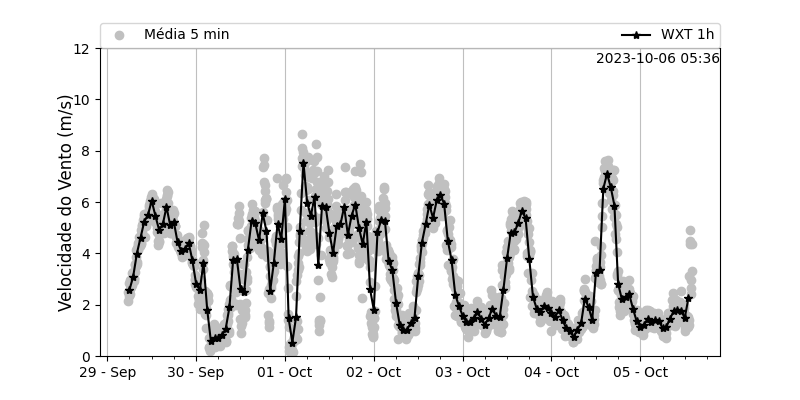 Média 5 min
WXT 1h
2023-10-06 05:36
Velocidade do Vento (m/s)
12
10
8
6
4
2
0
29 - Sep
30 - Sep
01 - Oct
02 - Oct
03 - Oct
04 - Oct
05 - Oct